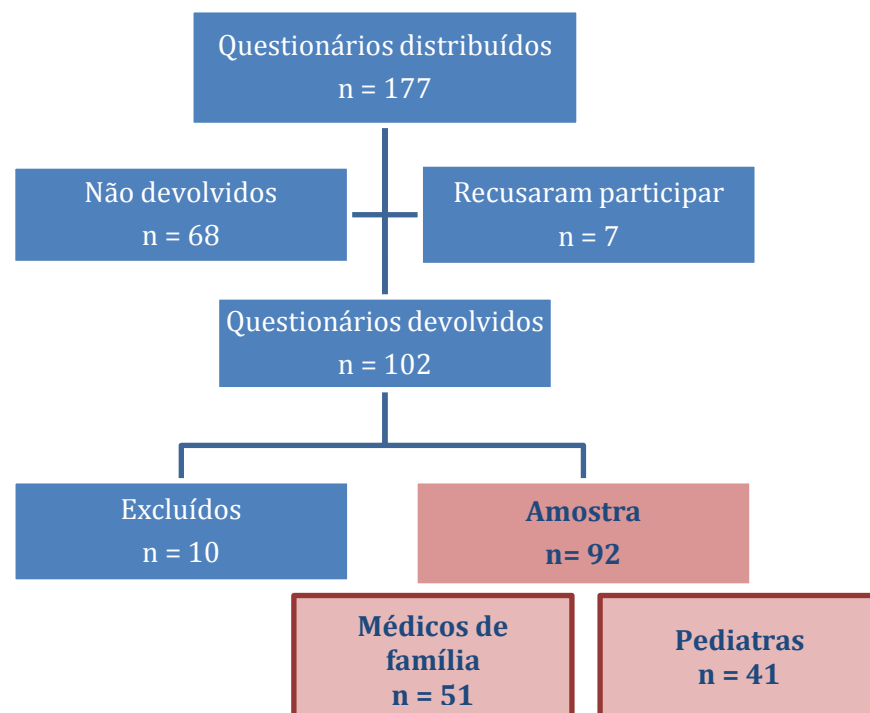 Questionários distribuídos
n = 177
Não devolvidos
n = 68
Recusaram participar
n = 7
Questionários devolvidos
n = 102
Excluídos
n = 10
Amostra
n= 92
Médicos de
família
n = 51
Pediatras
n = 41